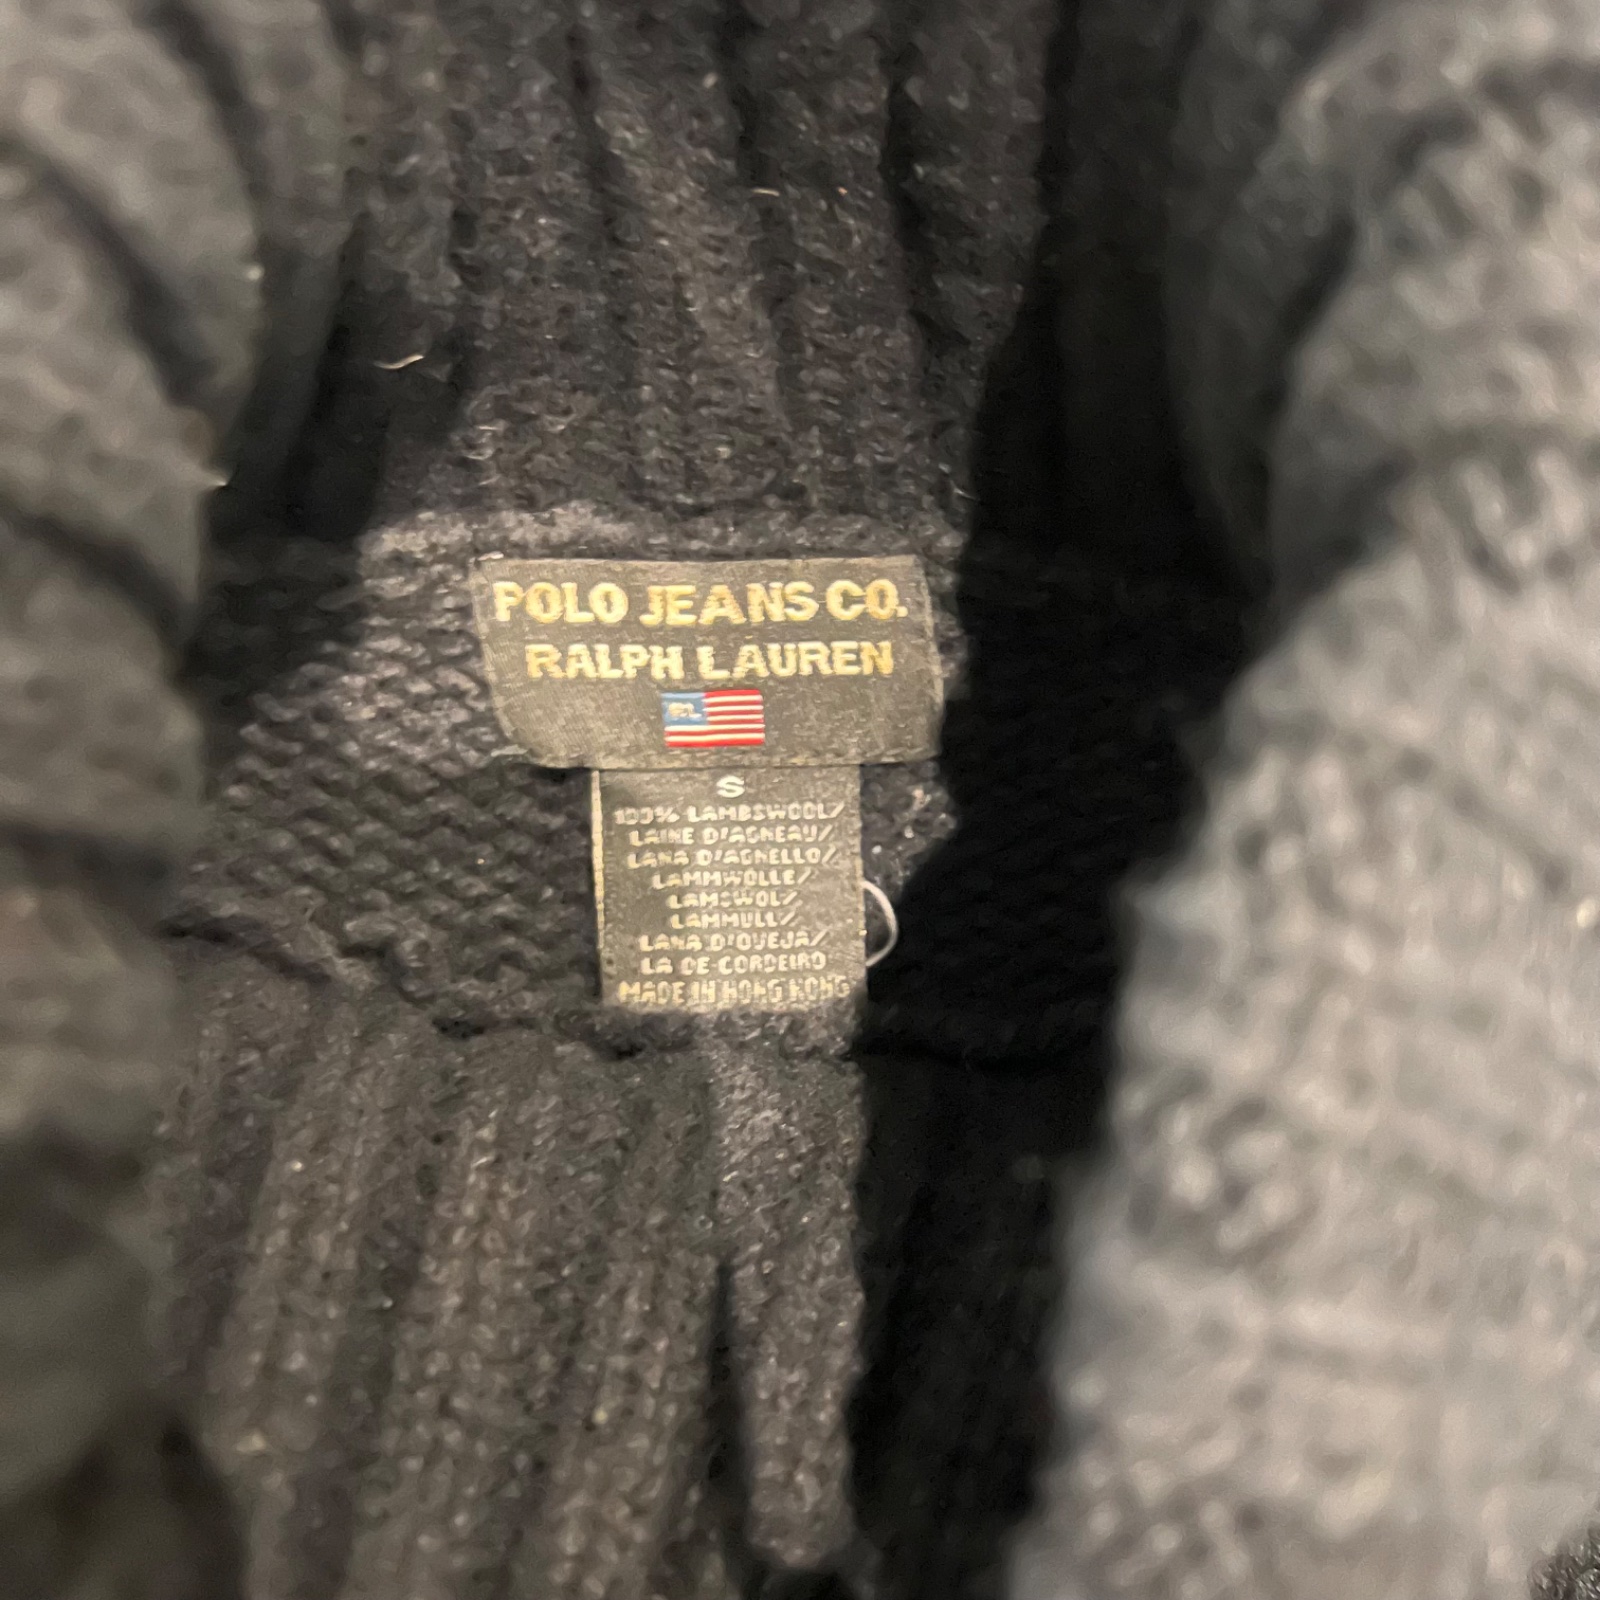 POLO JEANS CO.
RALPH LAUREN
RL
S
100% LAMBSWOOL/
LAINE D'AGNEAU/
LANA D'AGNELLO/
LAMMWOLLE/
LAMSWOL/
LAMMULL/
LANA D'OVEJA/
LA DE CORDEIRO
MADE IN HONG KONG